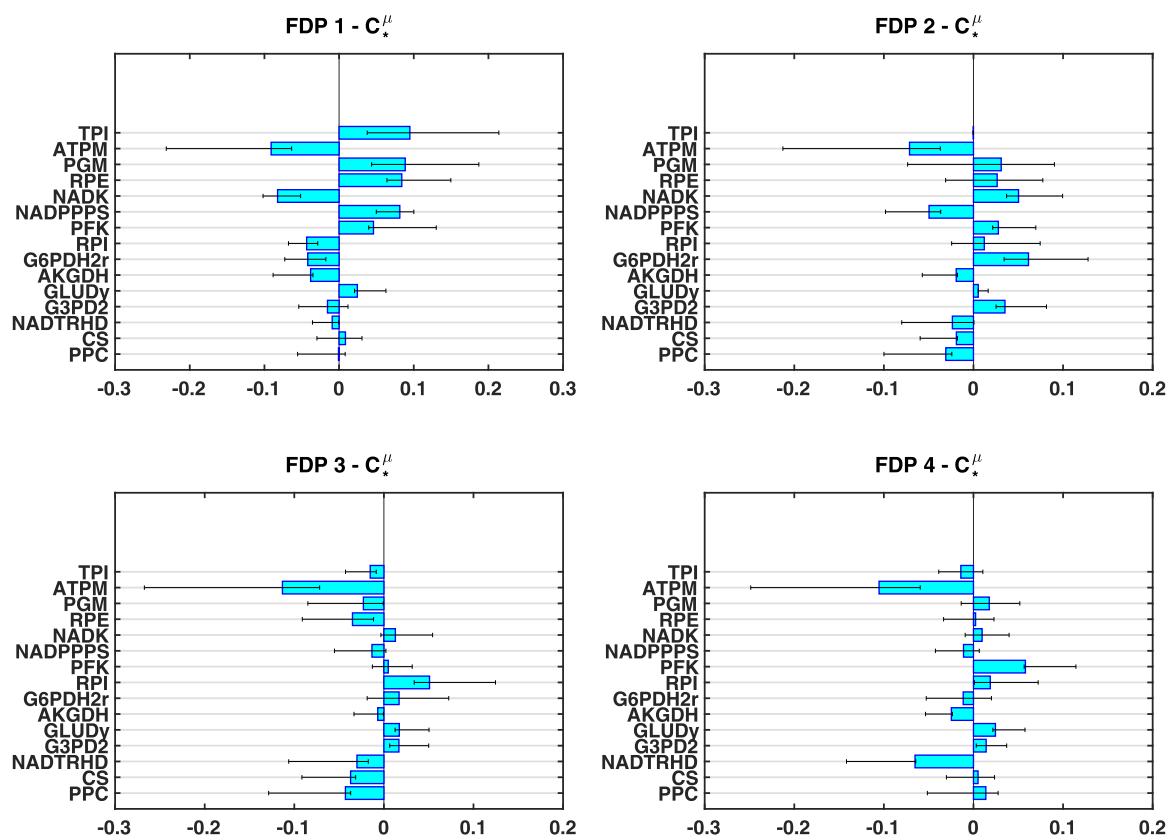 FDP 1 - C*^μ
TPI
ATPM
PGM
RPE
NADK
NADPPPS
PFK
RPI
G6PDH2r
AKGDH
GLUDy
G3PD2
NADTRHD
CS
PPC
-0.3 -0.2 -0.1 0 0.1 0.2 0.3
FDP 2 - C*^μ
TPI
ATPM
PGM
RPE
NADK
NADPPPS
PFK
RPI
G6PDH2r
AKGDH
GLUDy
G3PD2
NADTRHD
CS
PPC
-0.3 -0.2 -0.1 0 0.1 0.2
FDP 3 - C*^μ
TPI
ATPM
PGM
RPE
NADK
NADPPPS
PFK
RPI
G6PDH2r
AKGDH
GLUDy
G3PD2
NADTRHD
CS
PPC
-0.3 -0.2 -0.1 0 0.1 0.2
FDP 4 - C*^μ
TPI
ATPM
PGM
RPE
NADK
NADPPPS
PFK
RPI
G6PDH2r
AKGDH
GLUDy
G3PD2
NADTRHD
CS
PPC
-0.3 -0.2 -0.1 0 0.1 0.2